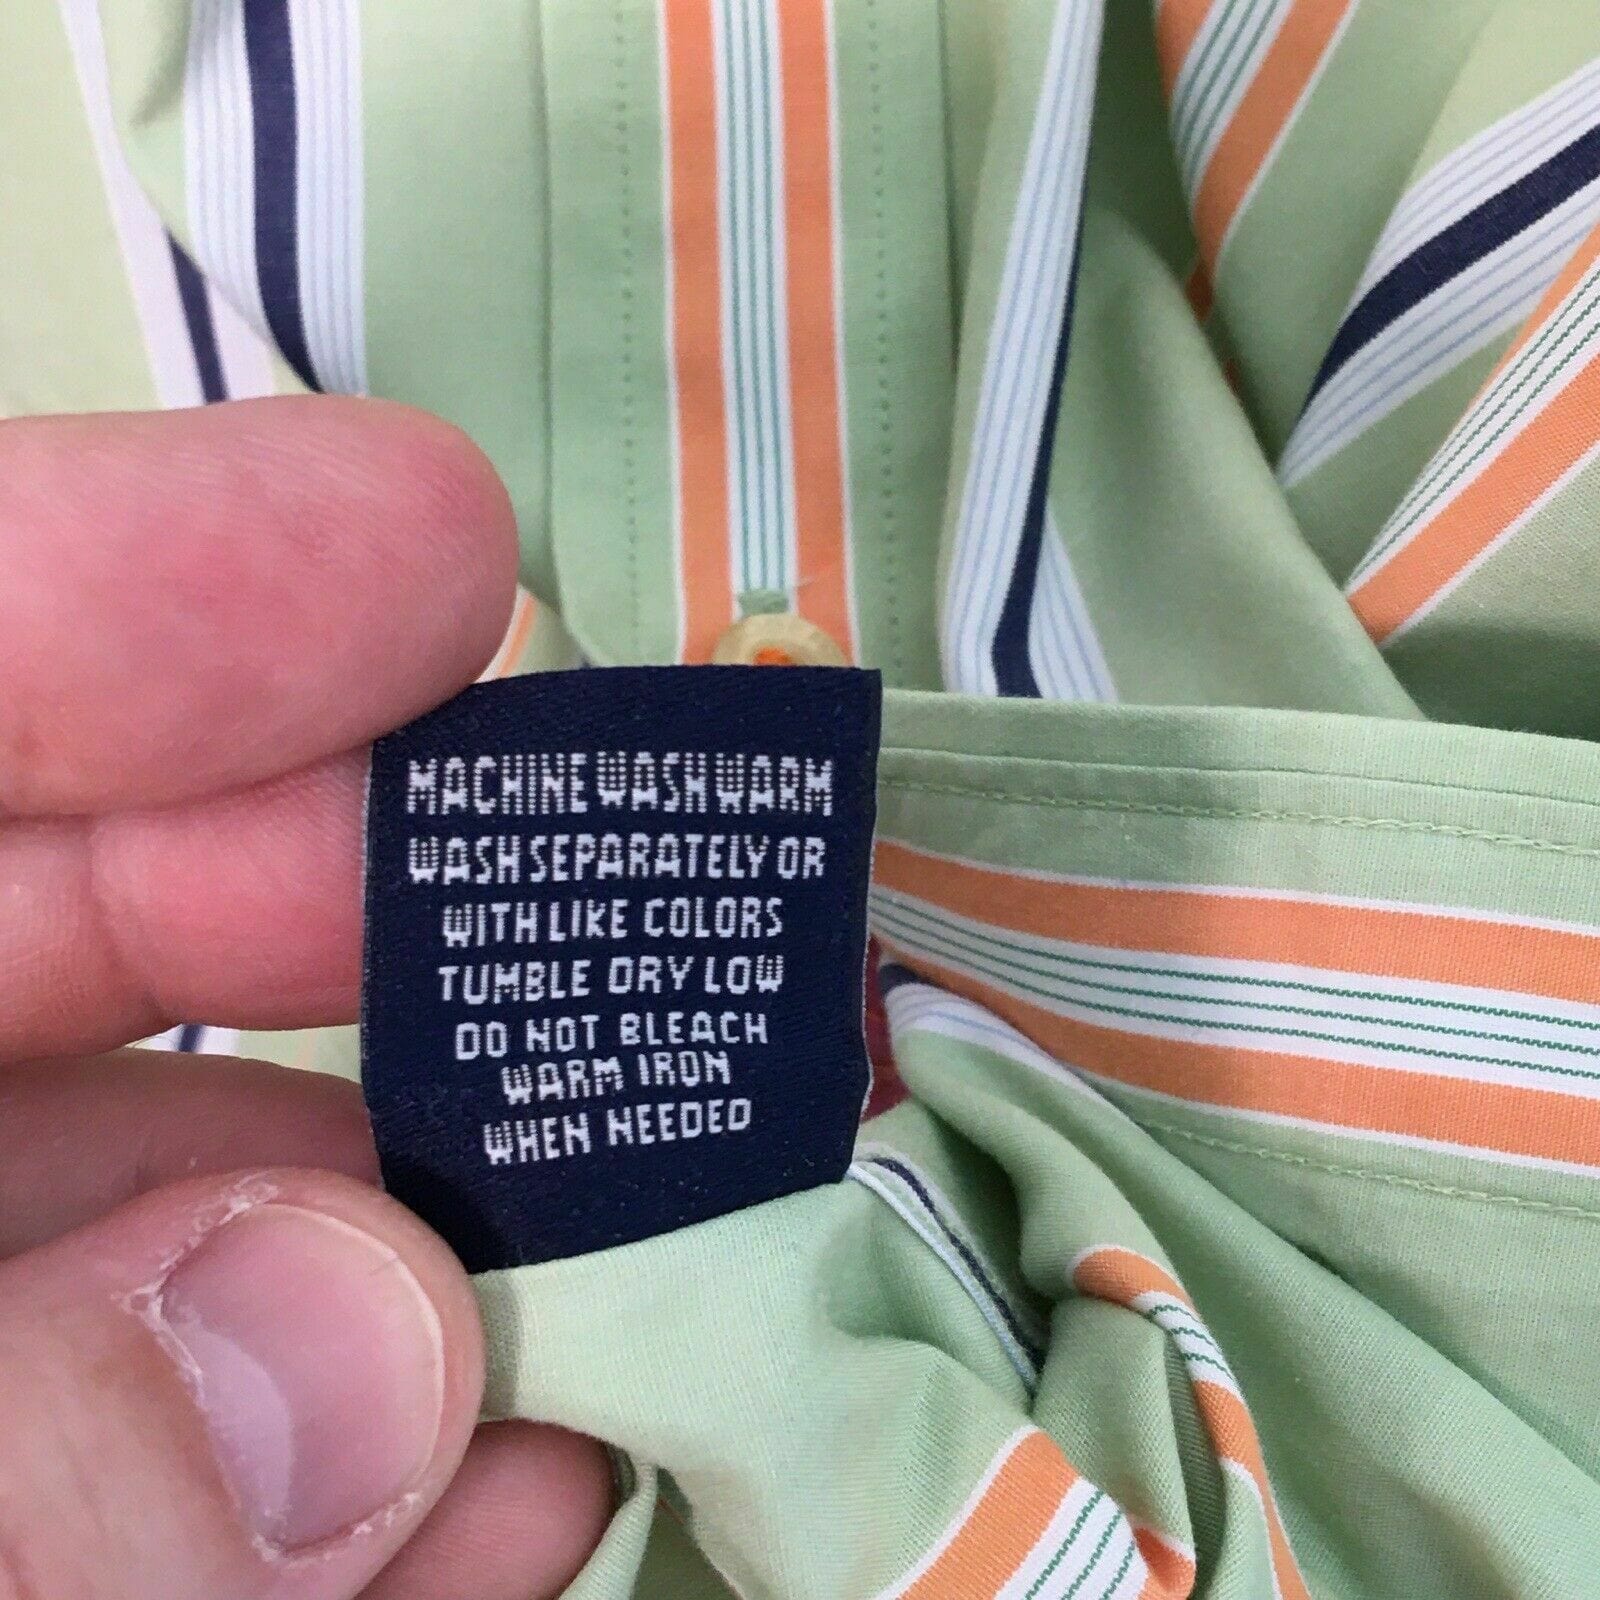 MACHINE WASH WARM
WASH SEPARATELY OR
WITH LIKE COLORS
TUMBLE DRY LOW
DO NOT BLEACH
WARM IRON
WHEN NEEDED